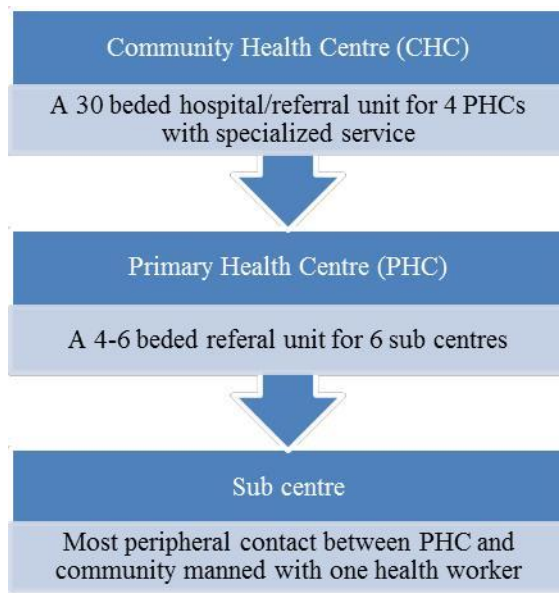 Community Health Centre (CHC)
A 30 beded hospital/referral unit for 4 PHCs
with specialized service
Primary Health Centre (PHC)
A 4-6 beded referal unit for 6 sub centres
Sub centre
Most peripheral contact between PHC and
community manned with one health worker